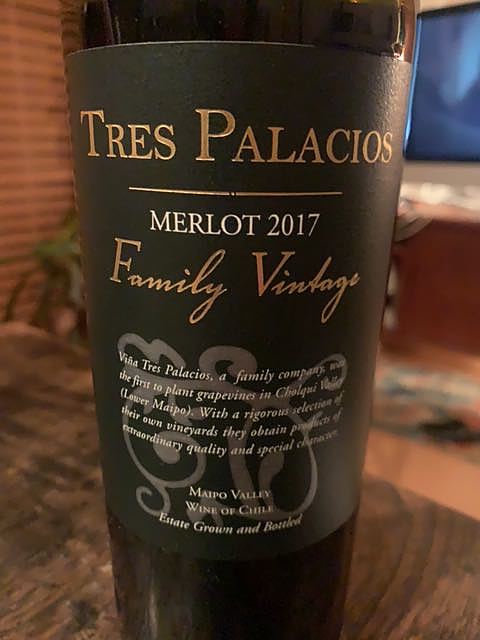 TRES PALACIOS
MERLOT 2017
Family Vintage
Viña Tres Palacios, a family company, was
the first to plant grapevines in Cholqui Valley
(Lower Maipo). With a rigorous selection of
their own vineyards they obtain products of
extraordinary quality and special character.
MAIPO VALLEY
WINE OF CHILE
Estate Grown and Bottled